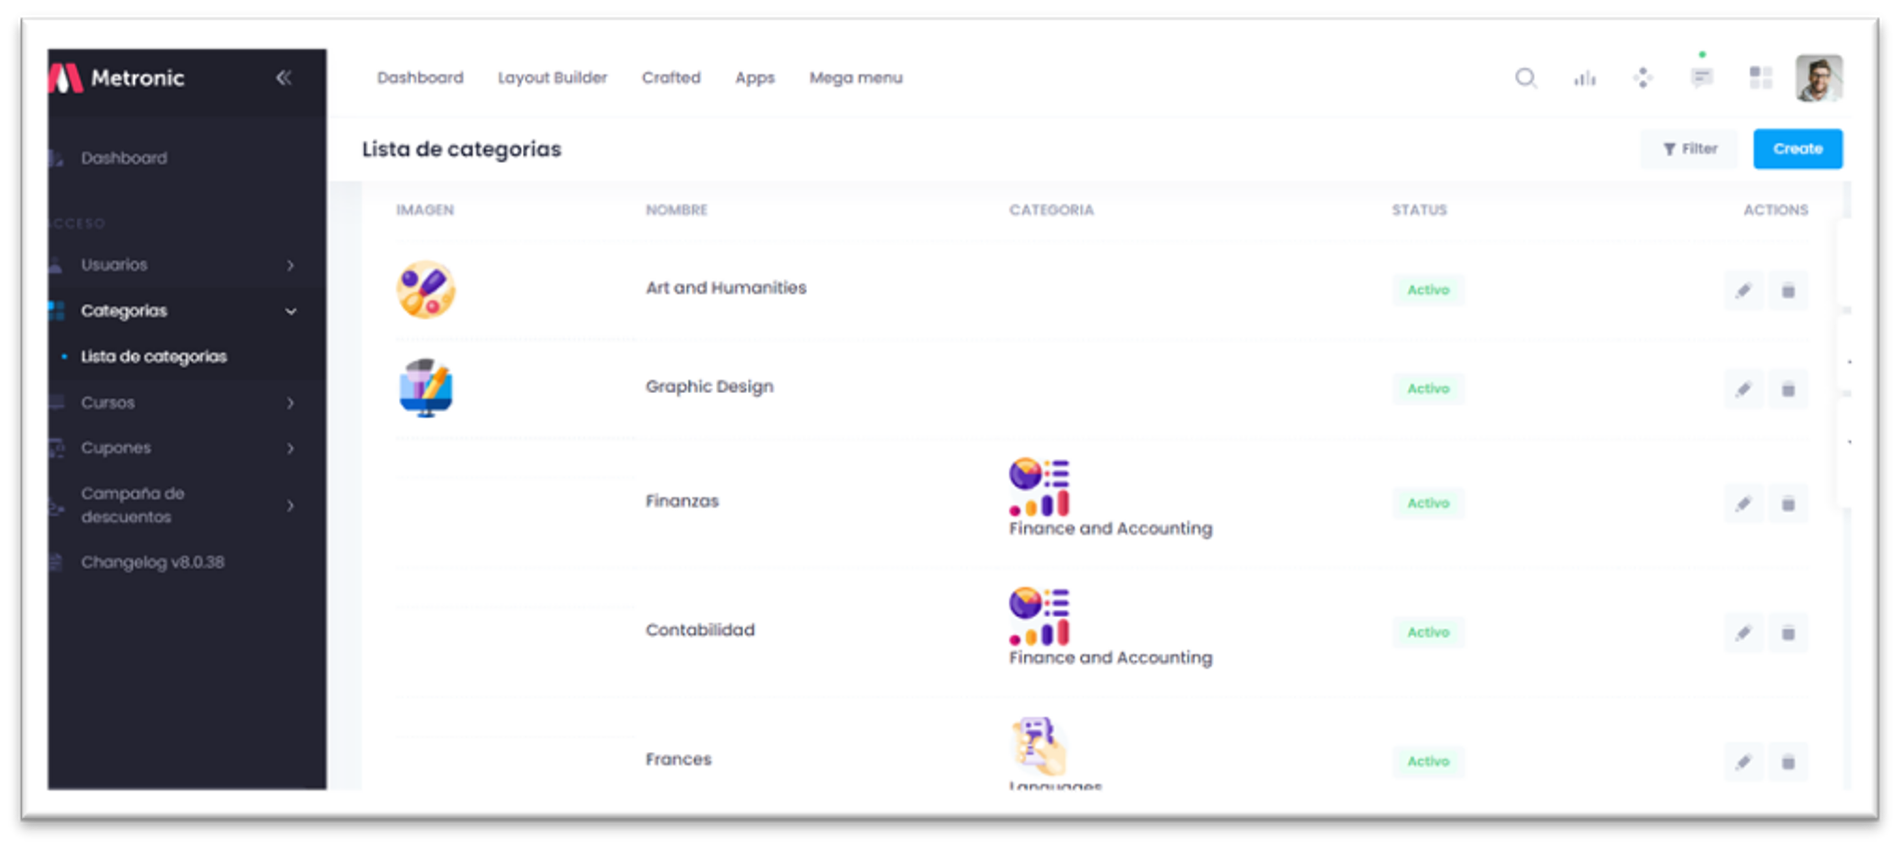 Metronic
Dashboard Layout Builder Crafted Apps Mega menu
Lista de categorias
Filter
Create
Dashboard
ACCESO
Usuarios
Categorias
Lista de categorias
Cursos
Cupones
Campaña de
descuentos
Changelog v8.0.38
IMAGEN NOMBRE CATEGORIA STATUS ACTIONS
Art and Humanities Activo
Graphic Design Activo
Finanzas Activo
Finance and Accounting
Contabilidad Activo
Finance and Accounting
Frances Activo
Languages